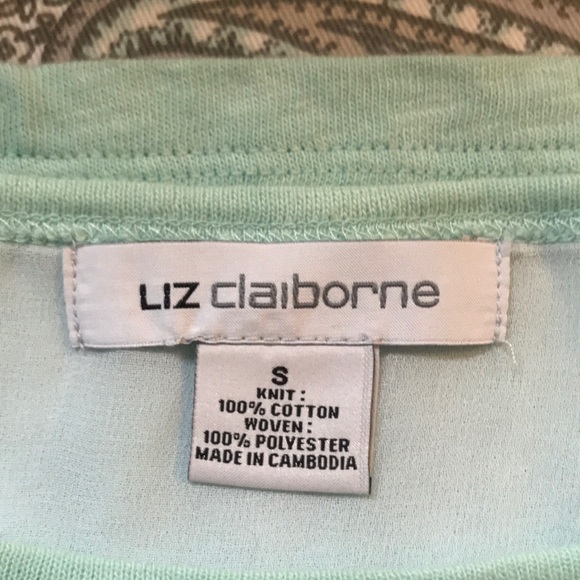 LIZ claiborne
S
KNIT:
100% COTTON
WOVEN:
100% POLYESTER
MADE IN CAMBODIA